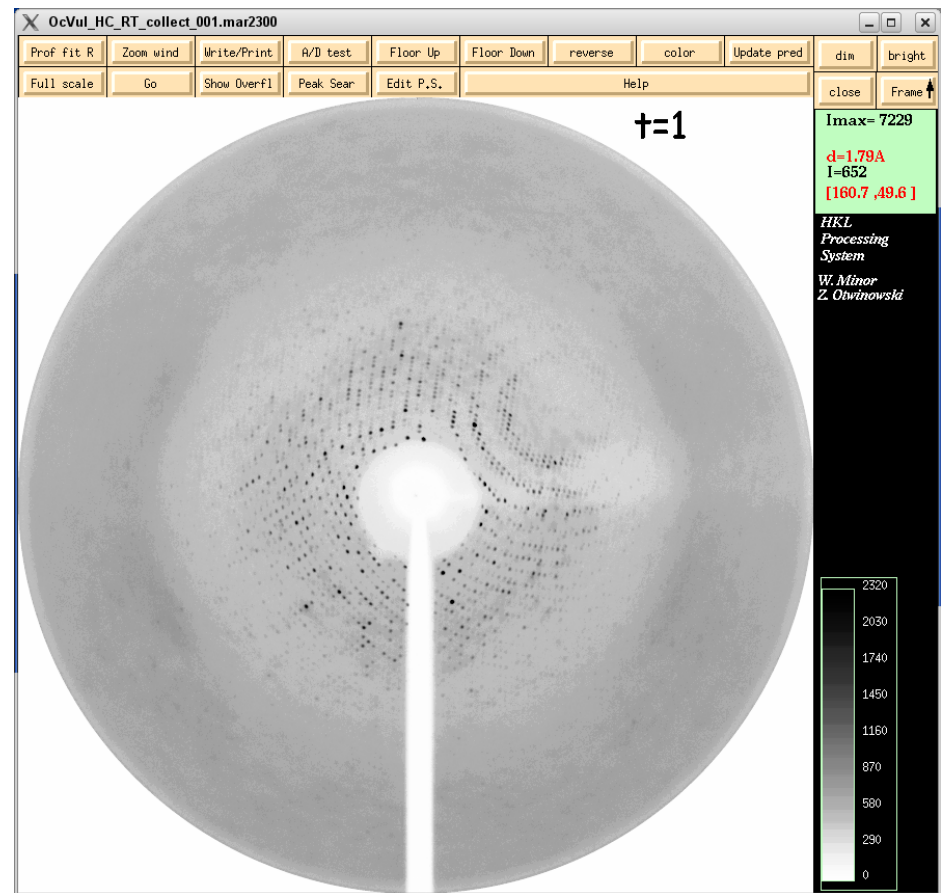 OcVul_HC_RT_collect_001.mar2300
Prof fit R Zoom wind Write/Print A/D test Floor Up Floor Down reverse color Update pred dim bright
Full scale Go Show Overfl Peak Sear Edit P.S. Help close Frame
t=1
Imax= 7229
d=1.79A
I=652
[160.7 ,49.6 ]
HKL
Processing
System
W. Minor
Z. Otwinowski
2320
2030
1740
1450
1160
870
580
290
0